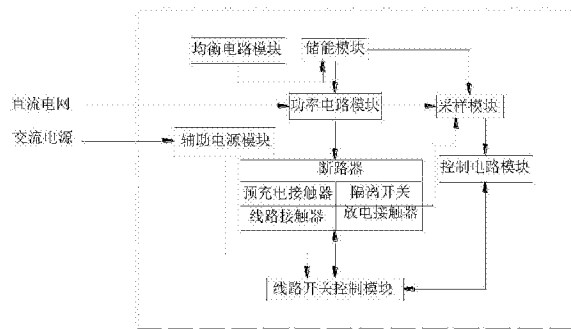 均衡电路模块
储能模块
直流电网
功率电路模块
采样模块
交流电源
辅助电源模块
断路器
控制电路模块
预充电接触器
隔离开关
线路接触器
放电接触器
线路开关控制模块